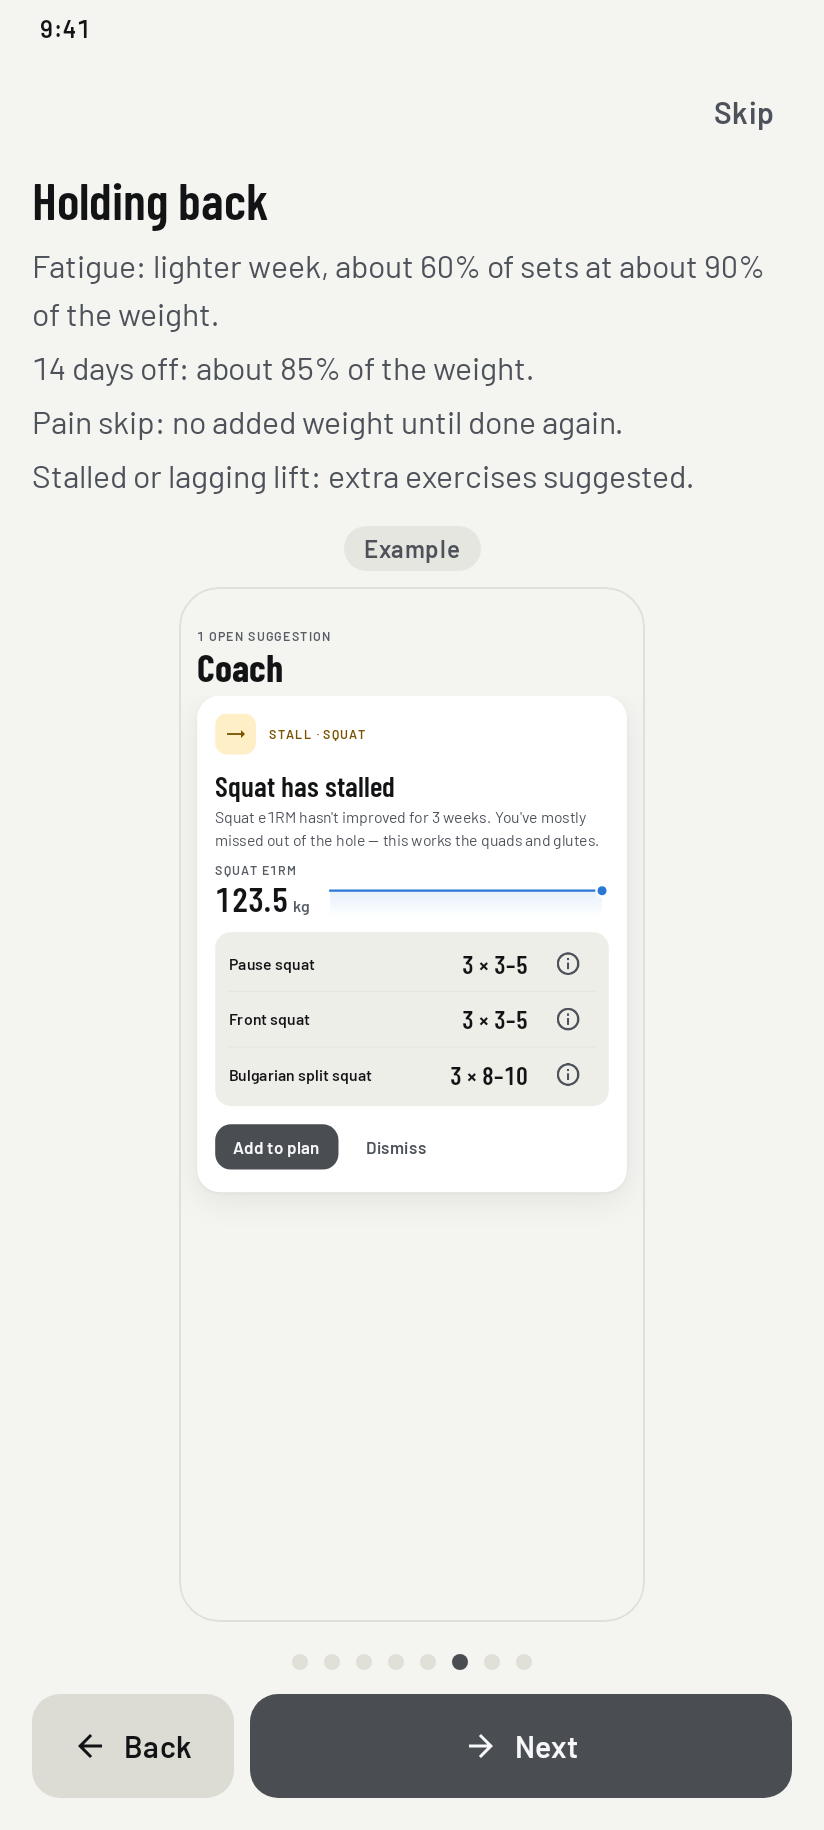 9:41
Skip
Holding back
Fatigue: lighter week, about 60% of sets at about 90%
of the weight.
14 days off: about 85% of the weight.
Pain skip: no added weight until done again.
Stalled or lagging lift: extra exercises suggested.
Example
1 OPEN SUGGESTION
Coach
STALL · SQUAT
Squat has stalled
Squat e1RM hasn't improved for 3 weeks. You've mostly
missed out of the hole — this works the quads and glutes.
SQUAT E1RM
123.5 kg
Pause squat 3 × 3–5
Front squat 3 × 3–5
Bulgarian split squat 3 × 8–10
Add to plan Dismiss
Back Next